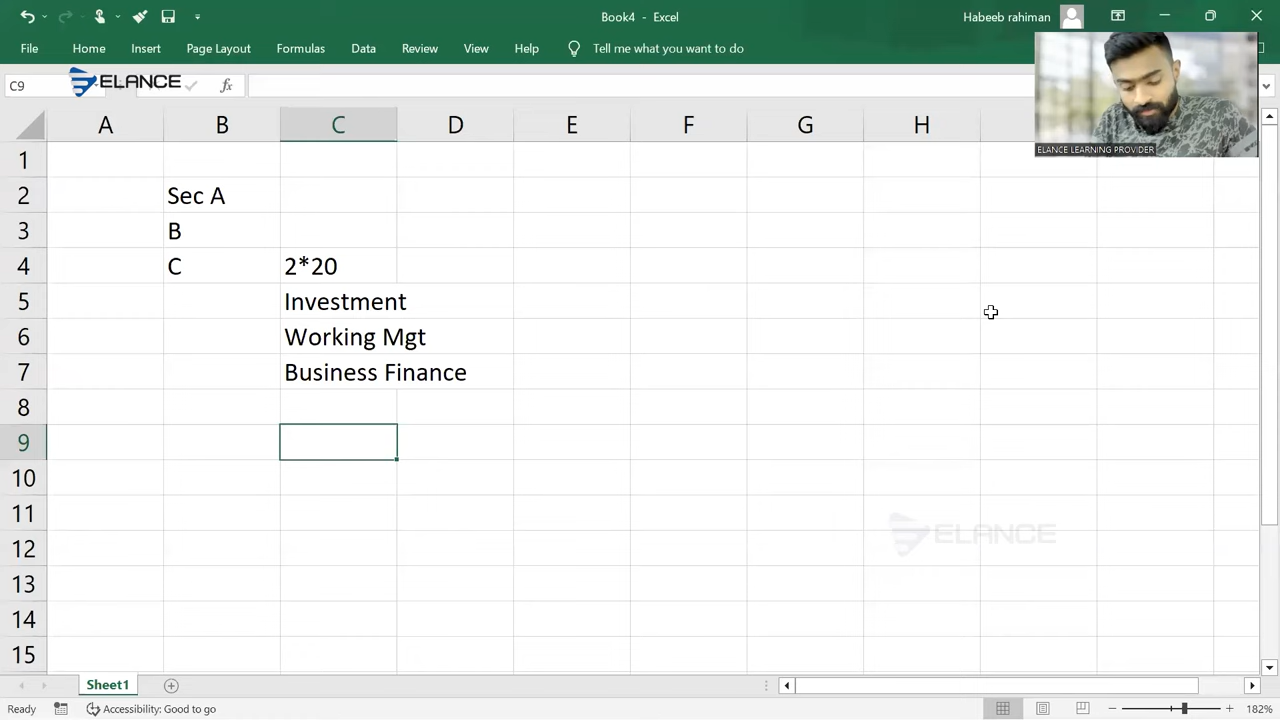 Book4 - Excel
Habeeb rahiman
File Home Insert Page Layout Formulas Data Review View Help Tell me what you want to do
C9
ELANCE
fx
ELANCE LEARNING PROVIDER
A B C D E F G H
1
2 Sec A
3 B
4 C 2*20
5 Investment
6 Working Mgt
7 Business Finance
8
9
10
11
12
ELANCE
13
14
15
Sheet1
Ready Accessibility: Good to go 182%